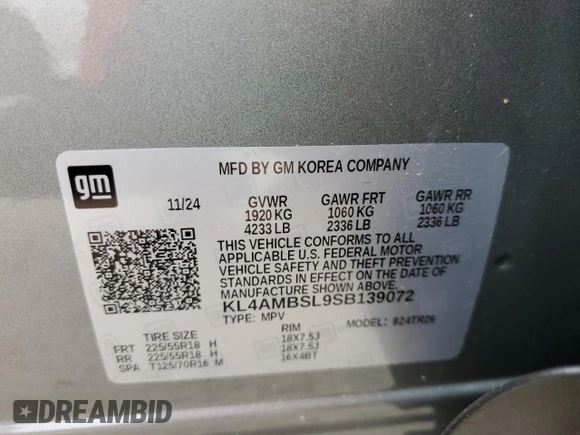 gm
MFD BY GM KOREA COMPANY
11/24 GVWR GAWR FRT GAWR RR
1920 KG 1060 KG 1060 KG
4233 LB 2336 LB 2336 LB
THIS VEHICLE CONFORMS TO ALL
APPLICABLE U.S. FEDERAL MOTOR
VEHICLE SAFETY AND THEFT PREVENTION
STANDARDS IN EFFECT ON THE DATE OF
MANUFACTURE SHOWN ABOVE.
KL4AMBSL9SB139072
TYPE: MPV MODEL: 924TR26
TIRE SIZE RIM
FRT 225/55R18 H 18X7.5J
RR 225/55R18 H 18X7.5J
SPA T125/70R16 M 16X4BT
DREAMBID